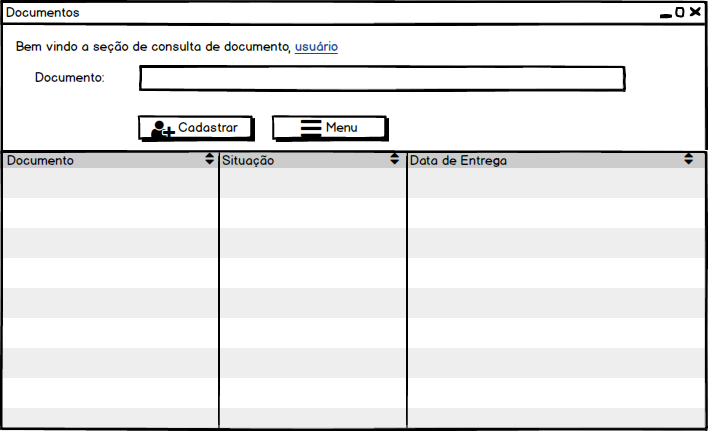 Documentos
Bem vindo a seção de consulta de documento, usuário
Documento:
Cadastrar Menu
Documento Situação Data de Entrega